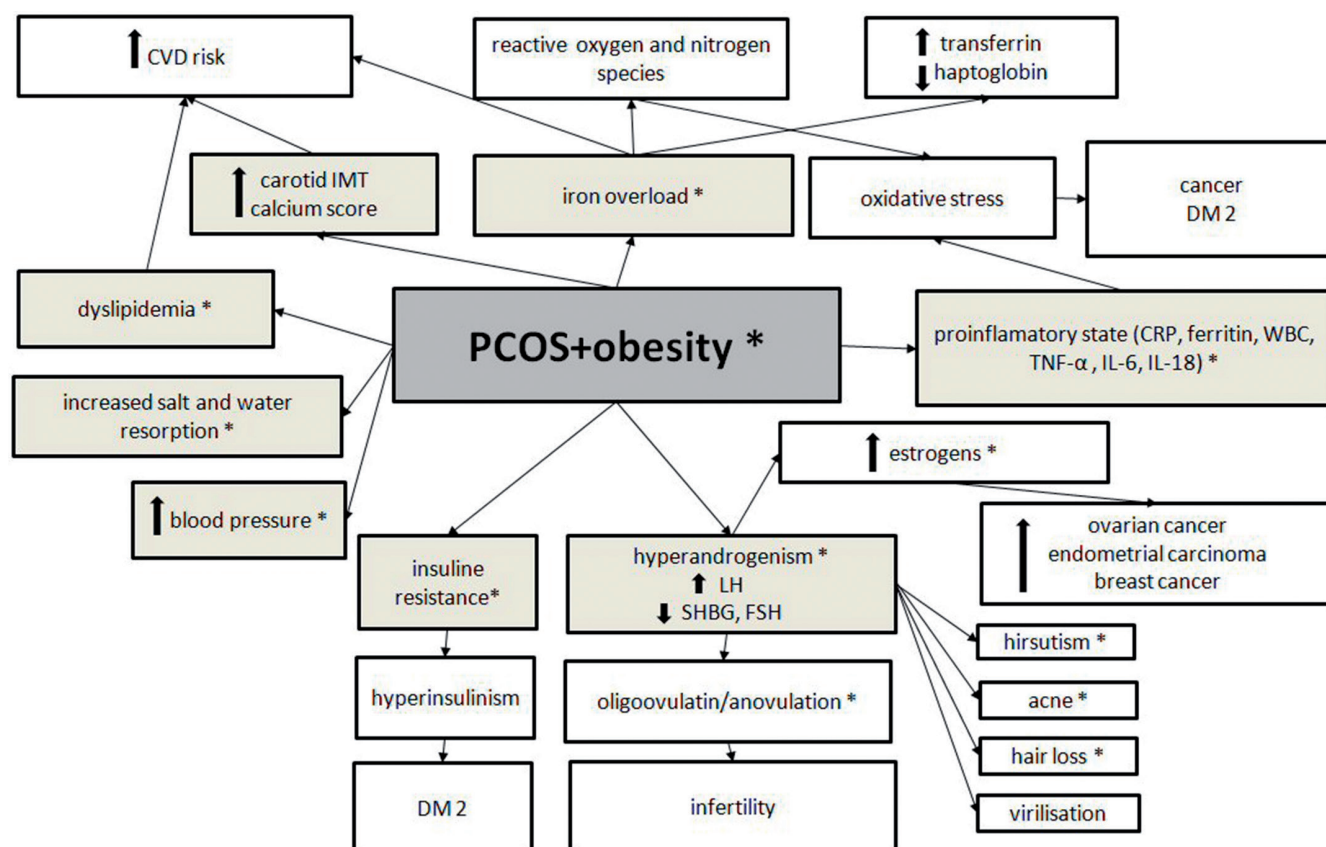 CVD risk
reactive oxygen and nitrogen
species
transferrin
haptoglobin
carotid IMT
calcium score
iron overload *
oxidative stress
cancer
DM 2
dyslipidemia *
PCOS+obesity *
proinflamatory state (CRP, ferritin, WBC,
TNF-α , IL-6, IL-18) *
increased salt and water
resorption *
estrogens *
blood pressure *
ovarian cancer
endometrial carcinoma
breast cancer
insuline
resistance*
hyperandrogenism *
LH
SHBG, FSH
hirsutism *
hyperinsulinism
oligoovulatin/anovulation *
acne *
hair loss *
DM 2
infertility
virilisation